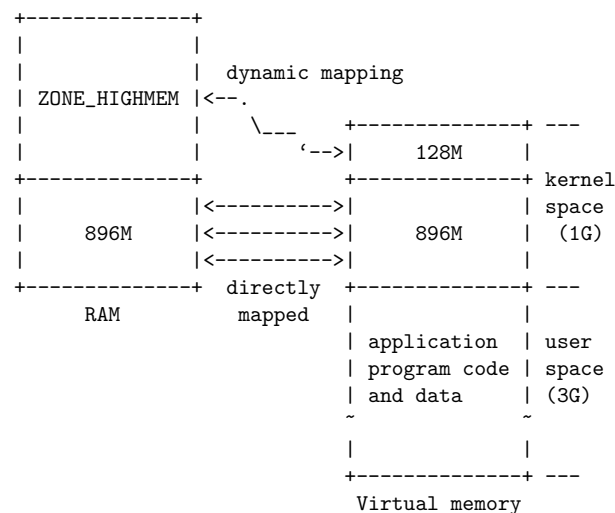 dynamic mapping
ZONE_HIGHMEM
128M
kernel
space
(1G)
896M
896M
directly
mapped
RAM
application
program code
and data
user
space
(3G)
Virtual memory